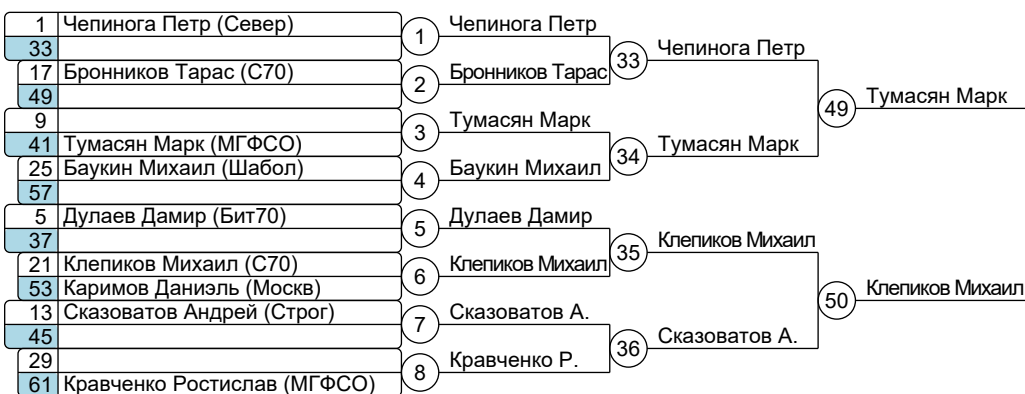 1 Чепинога Петр (Север)
33
17 Бронников Тарас (С70)
49
9
41 Тумасян Марк (МГФСО)
25 Баукин Михаил (Шабол)
57
5 Дулаев Дамир (Бит70)
37
21 Клепиков Михаил (С70)
53 Каримов Даниэль (Москв)
13 Сказоватов Андрей (Строг)
45
29
61 Кравченко Ростислав (МГФСО)
1
2
3
4
5
6
7
8
Чепинога Петр
Бронников Тарас
Тумасян Марк
Баукин Михаил
Дулаев Дамир
Клепиков Михаил
Сказоватов А.
Кравченко Р.
33
34
35
36
Чепинога Петр
Тумасян Марк
Клепиков Михаил
Сказоватов А.
49
50
Тумасян Марк
Клепиков Михаил